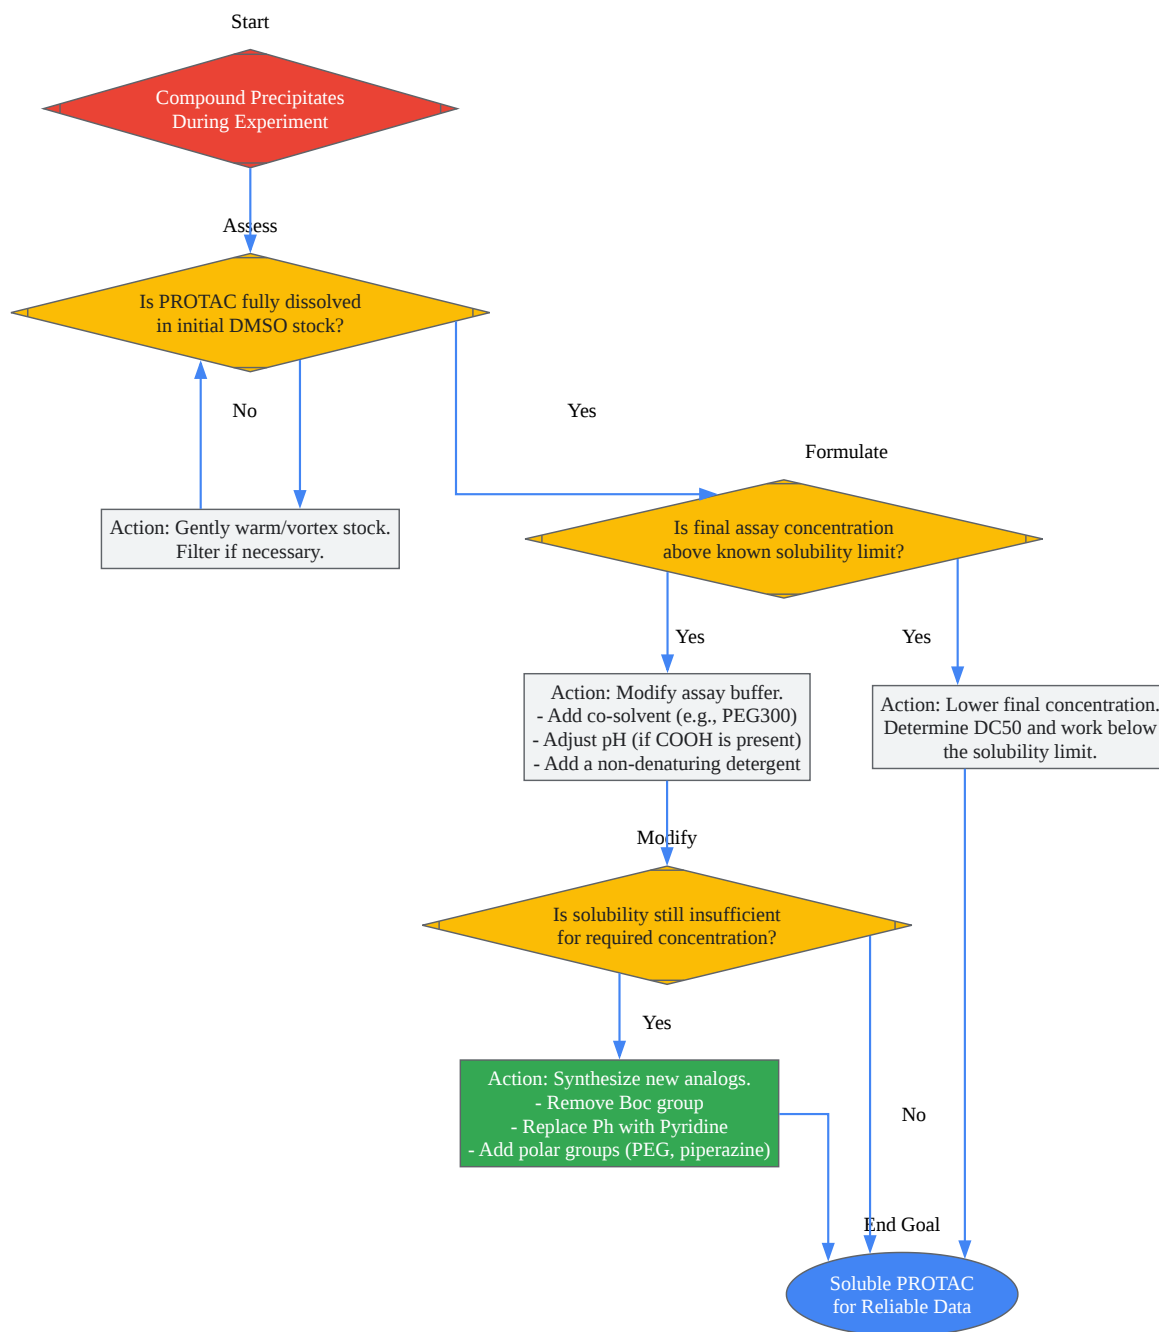 Start
Compound Precipitates
During Experiment
Assess
Is PROTAC fully dissolved
in initial DMSO stock?
No
Yes
Formulate
Action: Gently warm/vortex stock.
Filter if necessary.
Is final assay concentration
above known solubility limit?
Yes
Yes
Action: Modify assay buffer.
- Add co-solvent (e.g., PEG300)
- Adjust pH (if COOH is present)
- Add a non-denaturing detergent
Action: Lower final concentration.
Determine DC50 and work below
the solubility limit.
Modify
Is solubility still insufficient
for required concentration?
Yes
Action: Synthesize new analogs.
- Remove Boc group
- Replace Ph with Pyridine
- Add polar groups (PEG, piperazine)
No
End Goal
Soluble PROTAC
for Reliable Data